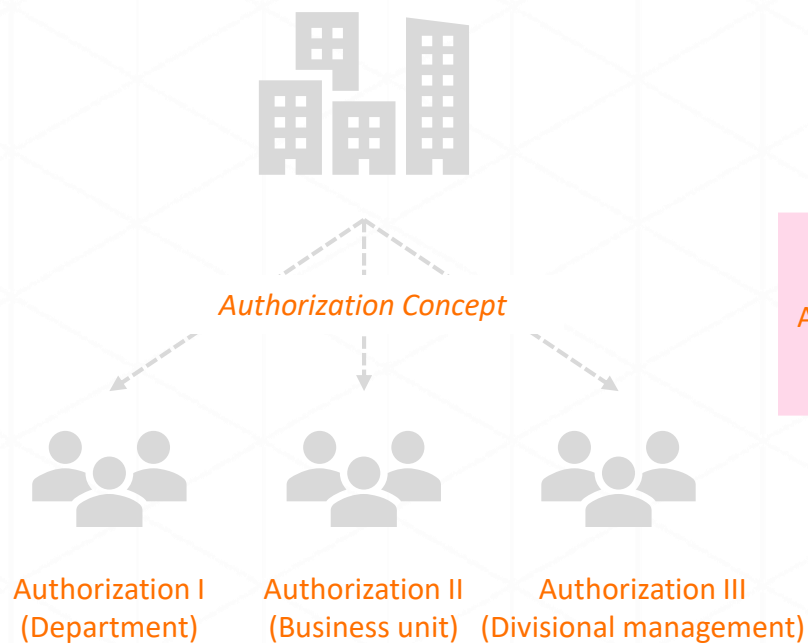 Authorization Concept
Authorization I
(Department)
Authorization II
(Business unit)
Authorization III
(Divisional management)